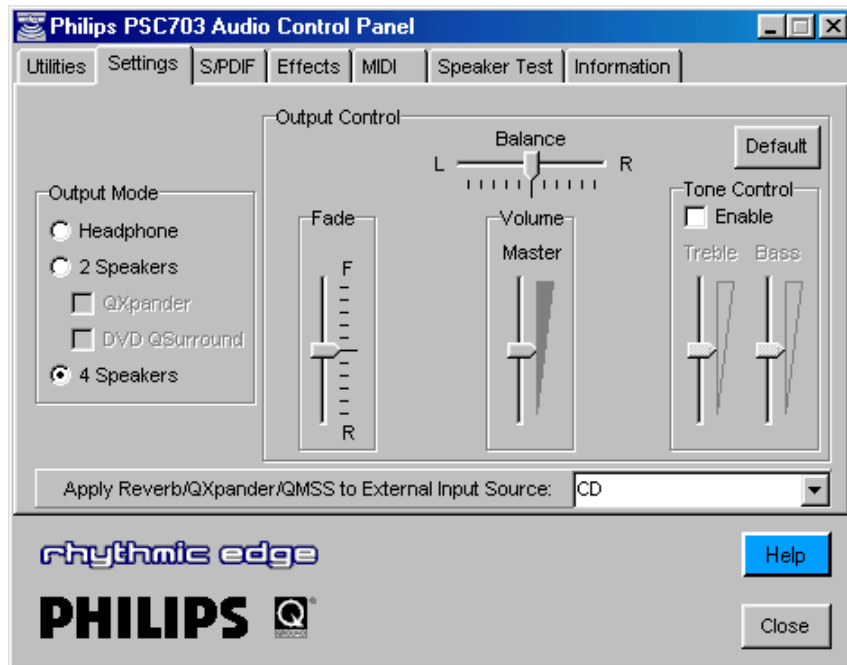 Philips PSC703 Audio Control Panel
Utilities Settings S/PDIF Effects MIDI Speaker Test Information
Output Control
Balance
L R
Default
Output Mode
Headphone
2 Speakers
QXpander
DVD QSurround
4 Speakers
Fade
F
R
Volume
Master
Tone Control
Enable
Treble Bass
Apply Reverb/QXpander/QMSS to External Input Source: CD
rhythmic edge
Help
PHILIPS Q
Close